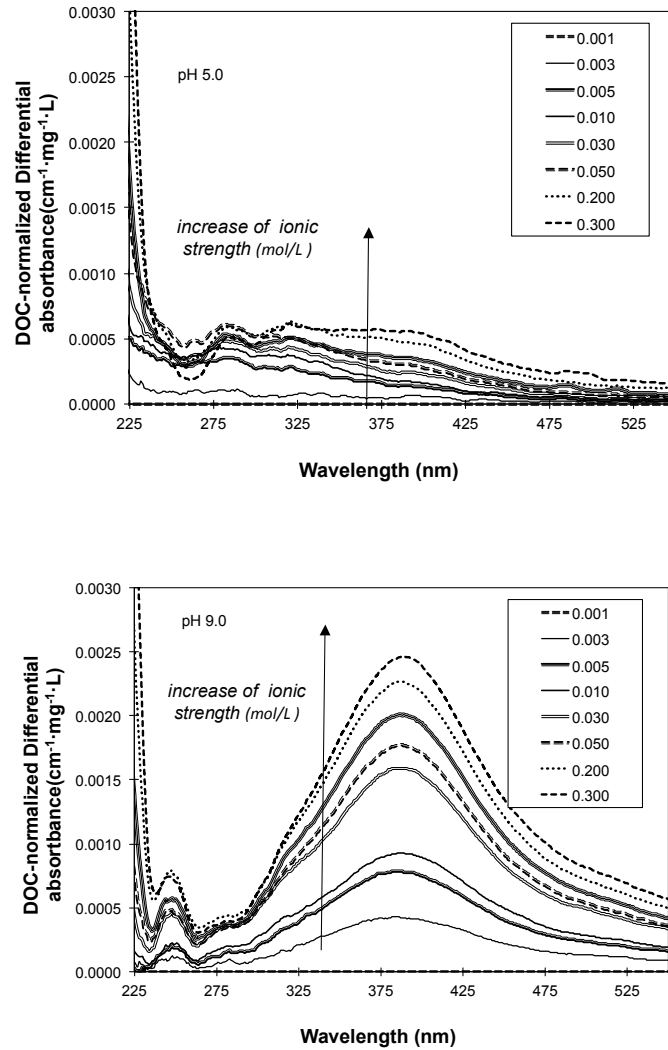 0.0030
0.0025
0.0020
0.0015
0.0010
0.0005
0.0000
DOC-normalized Differential
absortbance(cm⁻¹·mg⁻¹·L)
pH 5.0
increase of ionic
strength (mol/L )
0.001
0.003
0.005
0.010
0.030
0.050
0.200
0.300
225 275 325 375 425 475 525
Wavelength (nm)
0.0030
0.0025
0.0020
0.0015
0.0010
0.0005
0.0000
DOC-normalized Differential
absortbance(cm⁻¹·mg⁻¹·L)
pH 9.0
increase of ionic
strength (mol/L )
0.001
0.003
0.005
0.010
0.030
0.050
0.200
0.300
225 275 325 375 425 475 525
Wavelength (nm)